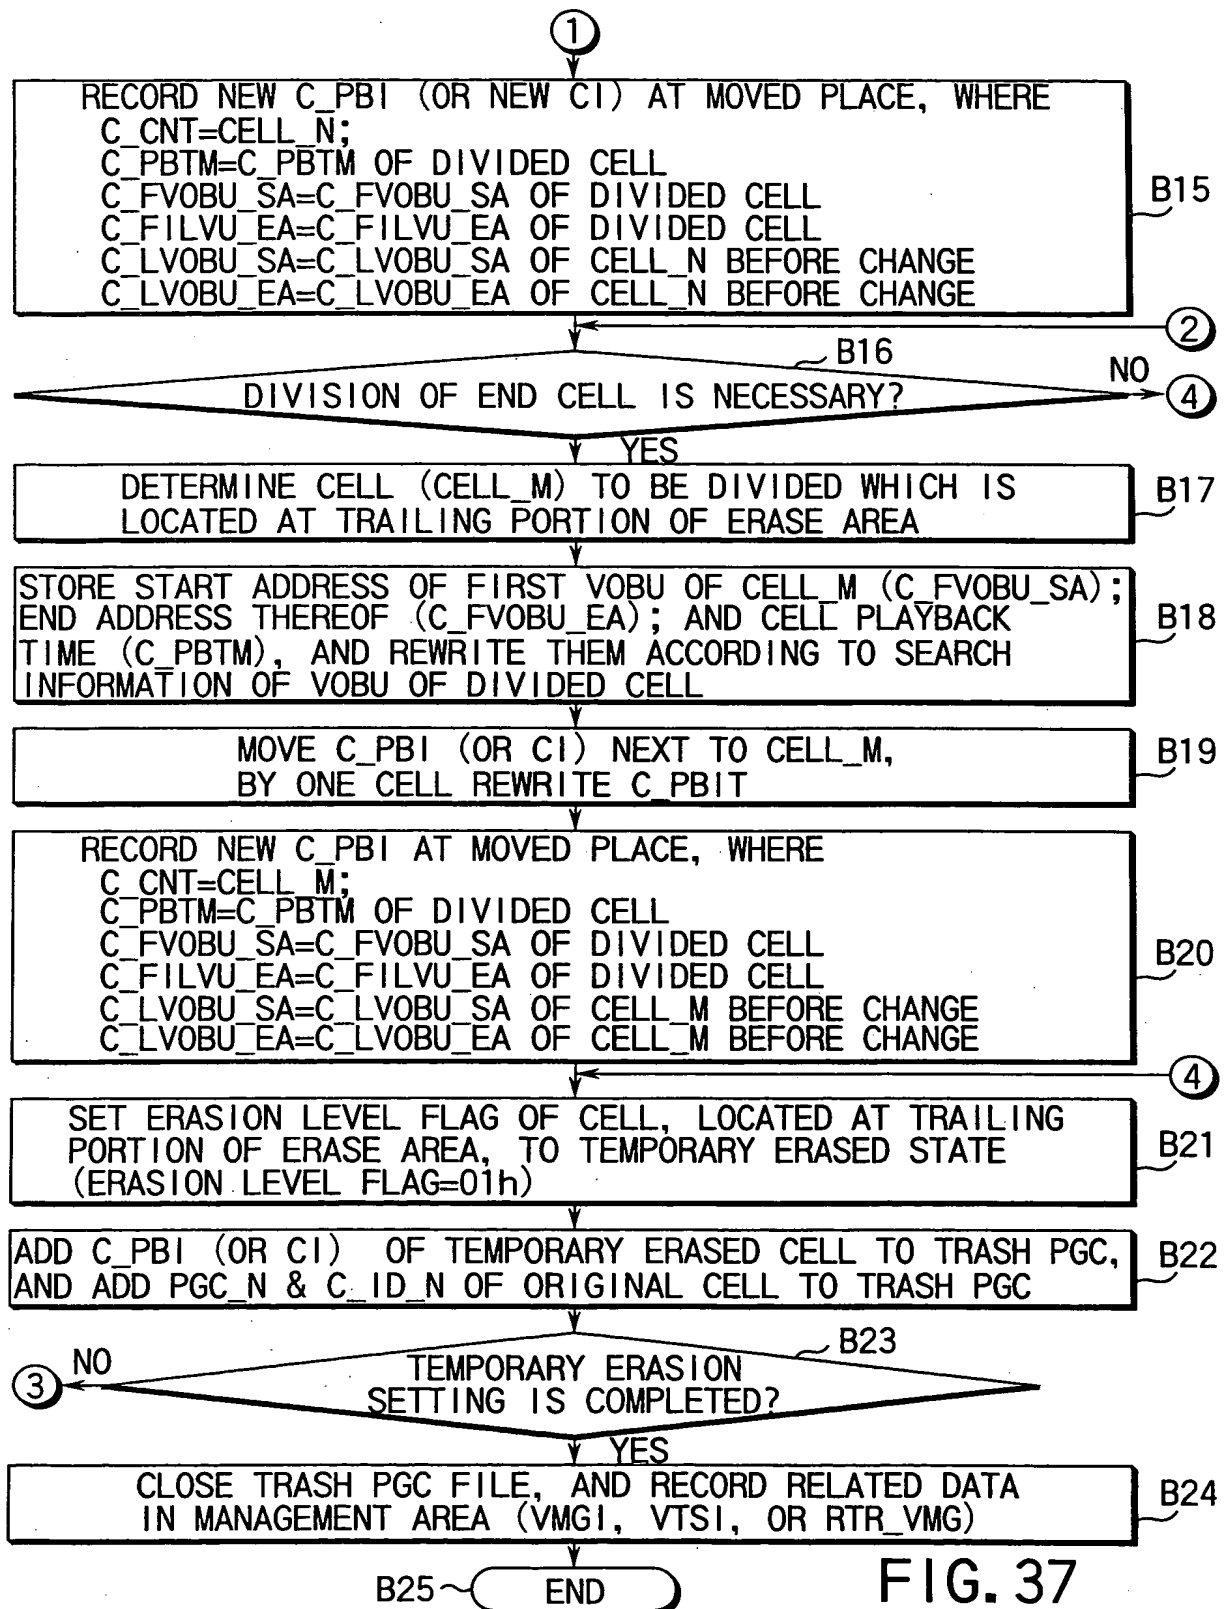 1
RECORD NEW C_PBI (OR NEW CI) AT MOVED PLACE, WHERE
C_CNT=CELL_N;
C_PBTM=C_PBTM OF DIVIDED CELL
C_FVOBU_SA=C_FVOBU_SA OF DIVIDED CELL
C_FILVU_EA=C_FILVU_EA OF DIVIDED CELL
C_LVOBU_SA=C_LVOBU_SA OF CELL_N BEFORE CHANGE
C_LVOBU_EA=C_LVOBU_EA OF CELL_N BEFORE CHANGE
B15
2
B16
DIVISION OF END CELL IS NECESSARY?
NO
4
YES
DETERMINE CELL (CELL_M) TO BE DIVIDED WHICH IS
LOCATED AT TRAILING PORTION OF ERASE AREA
B17
STORE START ADDRESS OF FIRST VOBU OF CELL_M (C_FVOBU_SA);
END ADDRESS THEREOF (C_FVOBU_EA); AND CELL PLAYBACK
TIME (C_PBTM), AND REWRITE THEM ACCORDING TO SEARCH
INFORMATION OF VOBU OF DIVIDED CELL
B18
MOVE C_PBI (OR CI) NEXT TO CELL_M,
BY ONE CELL REWRITE C_PBIT
B19
RECORD NEW C_PBI AT MOVED PLACE, WHERE
C_CNT=CELL_M;
C_PBTM=C_PBTM OF DIVIDED CELL
C_FVOBU_SA=C_FVOBU_SA OF DIVIDED CELL
C_FILVU_EA=C_FILVU_EA OF DIVIDED CELL
C_LVOBU_SA=C_LVOBU_SA OF CELL_M BEFORE CHANGE
C_LVOBU_EA=C_LVOBU_EA OF CELL_M BEFORE CHANGE
B20
4
SET ERASION LEVEL FLAG OF CELL, LOCATED AT TRAILING
PORTION OF ERASE AREA, TO TEMPORARY ERASED STATE
(ERASION LEVEL FLAG=01h)
B21
ADD C_PBI (OR CI) OF TEMPORARY ERASED CELL TO TRASH PGC,
AND ADD PGC_N & C_ID_N OF ORIGINAL CELL TO TRASH PGC
B22
B23
TEMPORARY ERASION
SETTING IS COMPLETED?
NO
3
YES
CLOSE TRASH PGC FILE, AND RECORD RELATED DATA
IN MANAGEMENT AREA (VMGI, VTSI, OR RTR_VMG)
B24
B25
END
FIG. 37